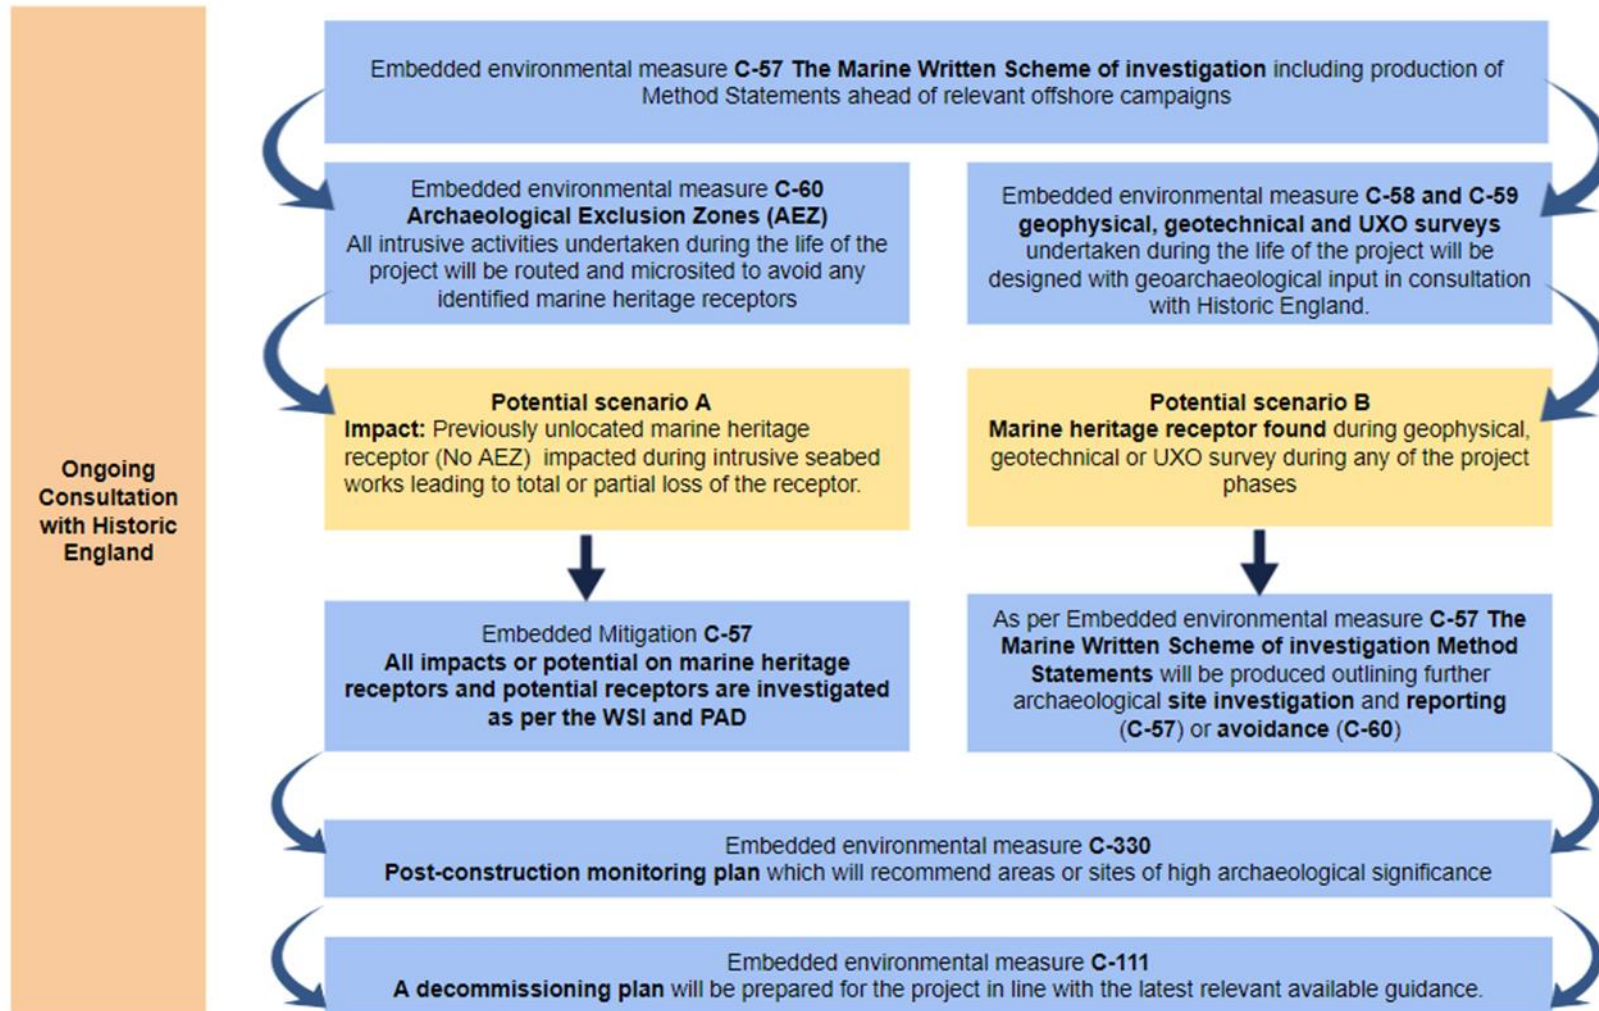 Ongoing
Consultation
with Historic
England
Embedded environmental measure C-57 The Marine Written Scheme of investigation including production of
Method Statements ahead of relevant offshore campaigns
Embedded environmental measure C-60
Archaeological Exclusion Zones (AEZ)
All intrusive activities undertaken during the life of the
project will be routed and microsited to avoid any
identified marine heritage receptors
Embedded environmental measure C-58 and C-59
geophysical, geotechnical and UXO surveys
undertaken during the life of the project will be
designed with geoarchaeological input in consultation
with Historic England.
Potential scenario A
Impact: Previously unlocated marine heritage
receptor (No AEZ) impacted during intrusive seabed
works leading to total or partial loss of the receptor.
Potential scenario B
Marine heritage receptor found during geophysical,
geotechnical or UXO survey during any of the project
phases
Embedded Mitigation C-57
All impacts or potential on marine heritage
receptors and potential receptors are investigated
as per the WSI and PAD
As per Embedded environmental measure C-57 The
Marine Written Scheme of investigation Method
Statements will be produced outlining further
archaeological site investigation and reporting
(C-57) or avoidance (C-60)
Embedded environmental measure C-330
Post-construction monitoring plan which will recommend areas or sites of high archaeological significance
Embedded environmental measure C-111
A decommissioning plan will be prepared for the project in line with the latest relevant available guidance.